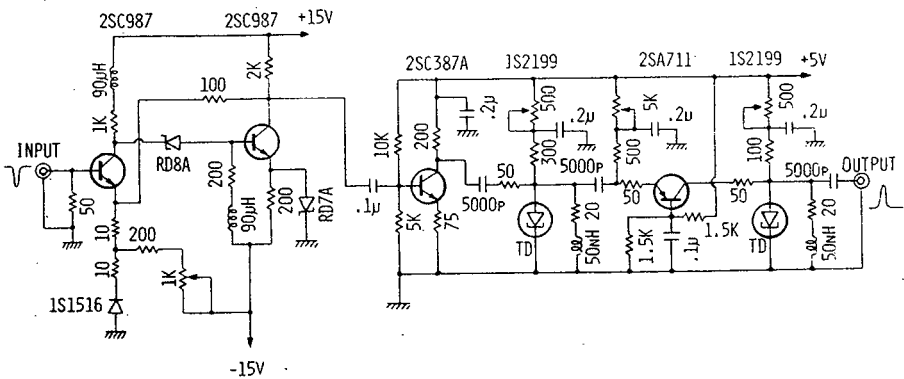 2SC987 2SC987 +15V
90μH
1K
2K
100
INPUT
50
RD8A
200
90μH
200
RD7A
10
200
10
1K
1S1516
-15V
2SC387A 1S2199 2SA711 1S2199 +5V
.2μ
500
.2μ
5K
.2μ
500
.2μ
10K
200
300
500
100
5000P
5000P
5000P
OUTPUT
50
50
50
.1μ
5K
75
TD
20
50nH
1.5K
.1μ
1.5K
TD
20
50nH